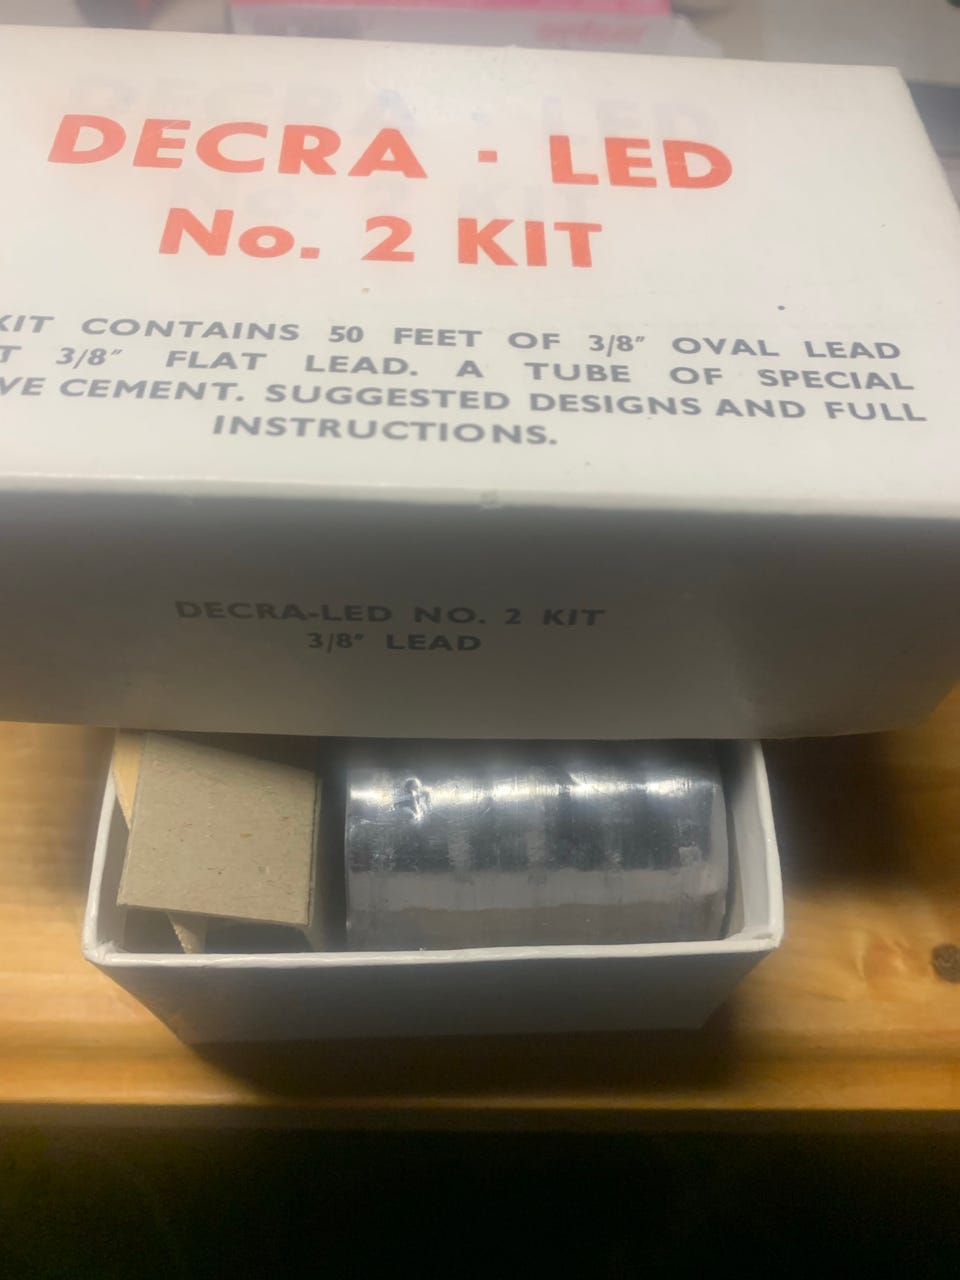 DECRA · LED
No. 2 KIT
KIT CONTAINS 50 FEET OF 3/8" OVAL LEAD
3/8" FLAT LEAD. A TUBE OF SPECIAL
CEMENT. SUGGESTED DESIGNS AND FULL
INSTRUCTIONS.
DECRA-LED NO. 2 KIT
3/8" LEAD